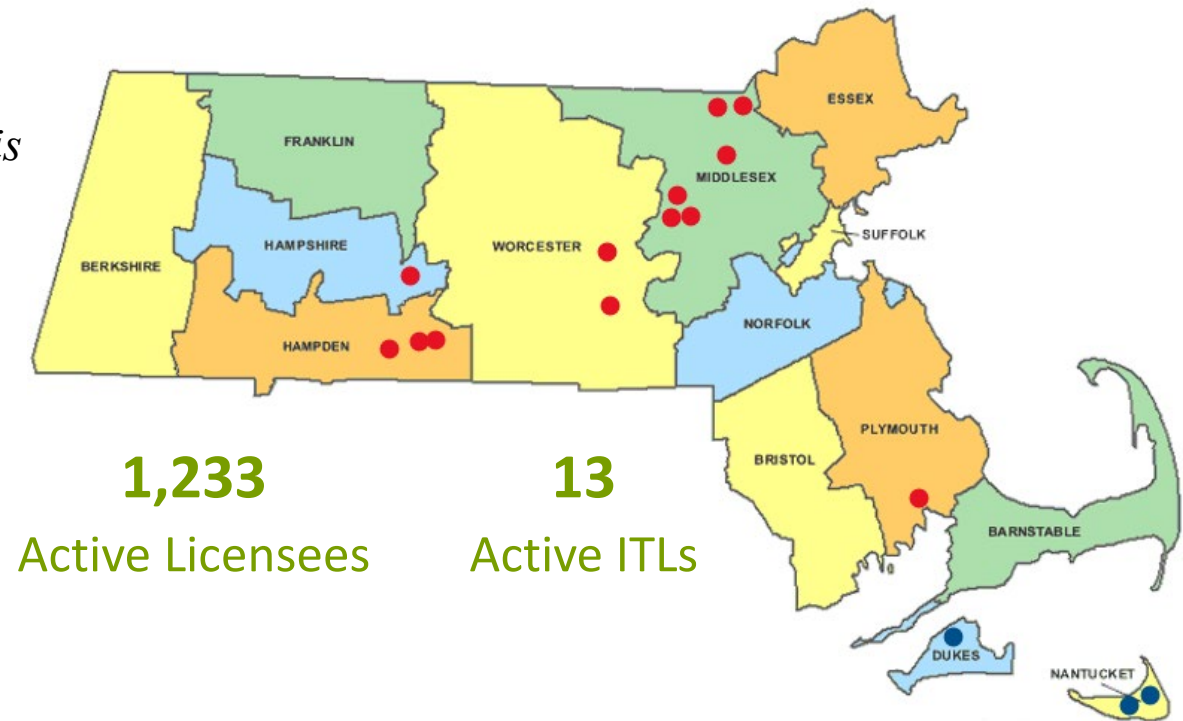 is
ESSEX
FRANKLIN
MIDDLESEX
SUFFOLK
HAMPSHIRE
WORCESTER
BERKSHIRE
NORFOLK
HAMPDEN
PLYMOUTH
BRISTOL
1,233
Active Licensees
13
Active ITLs
BARNSTABLE
DUKES
NANTUCKET